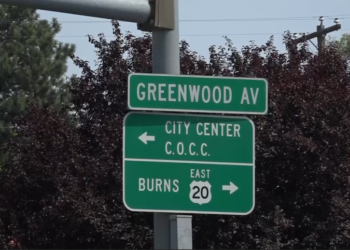 GREENWOOD AV
CITY CENTER
C.O.C.C.
EAST
BURNS 20